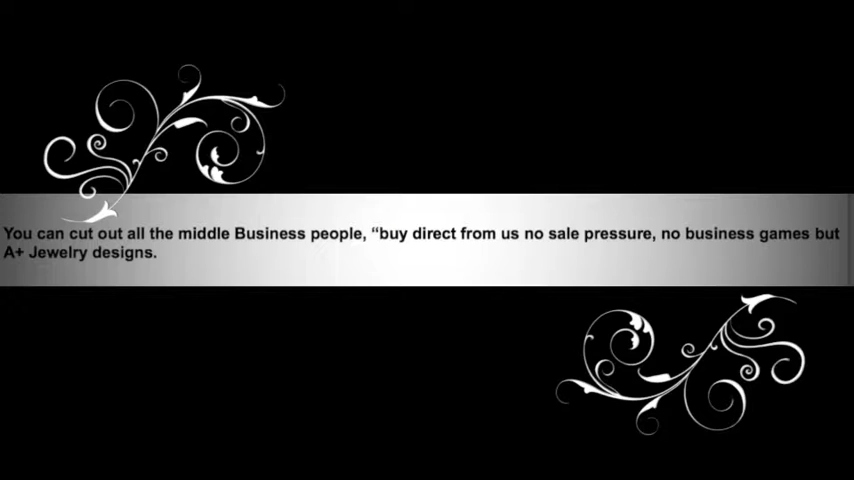 You can cut out all the middle Business people, “buy direct from us no sale pressure, no business games but
A+ Jewelry designs.